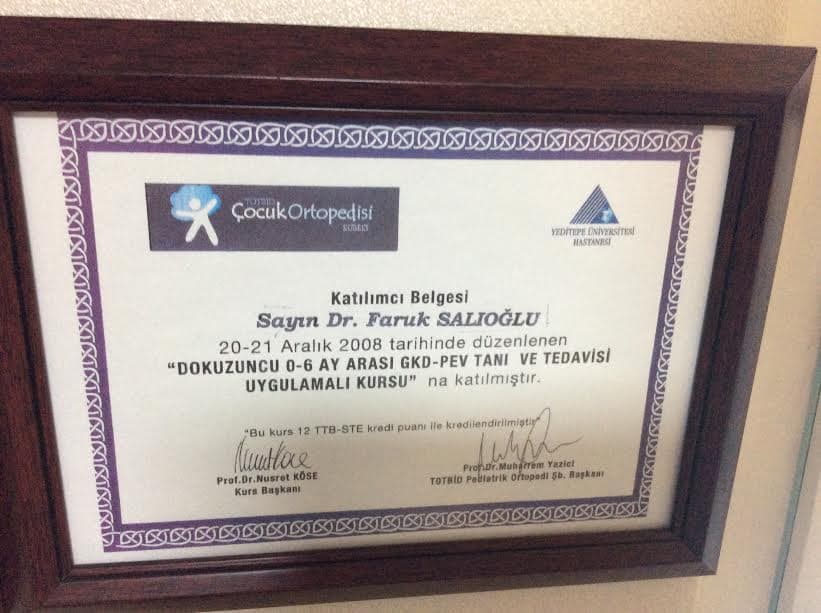 TOTBİD
ÇocukOrtopedisi
ŞUBESİ
YEDİTEPE ÜNİVERSİTESİ
HASTANESİ
Katılımcı Belgesi
Sayın Dr. Faruk SALIOĞLU
20-21 Aralık 2008 tarihinde düzenlenen
“DOKUZUNCU 0-6 AY ARASI GKD-PEV TANI VE TEDAVİSİ
UYGULAMALI KURSU” na katılmıştır.
"Bu kurs 12 TTB-STE kredi puanı ile kredilendirilmiştir"
Prof.Dr.Nusret KÖSE
Kurs Başkanı
Prof.Dr.Muharrem Yazici
TOTBİD Pediatrik Ortopedi Şb. Başkanı